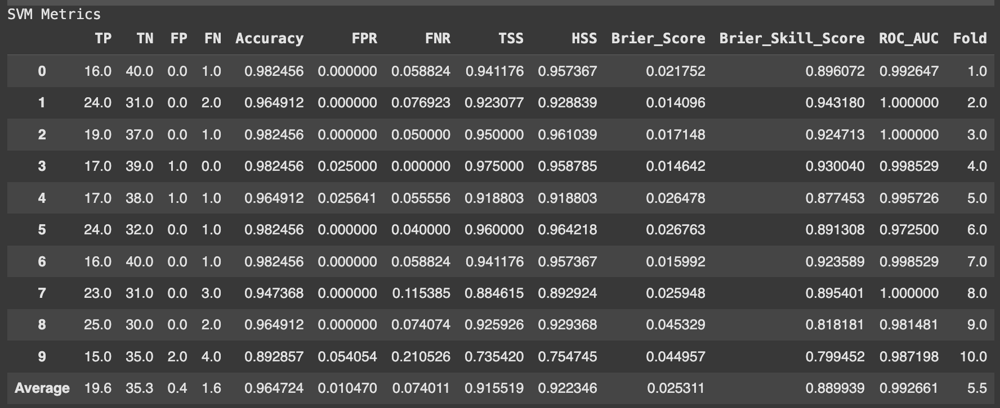 SVM Metrics
TP TN FP FN Accuracy FPR FNR TSS HSS Brier_Score Brier_Skill_Score ROC_AUC Fold
0 16.0 40.0 0.0 1.0 0.982456 0.000000 0.058824 0.941176 0.957367 0.021752 0.896072 0.992647 1.0
1 24.0 31.0 0.0 2.0 0.964912 0.000000 0.076923 0.923077 0.928839 0.014096 0.943180 1.000000 2.0
2 19.0 37.0 0.0 1.0 0.982456 0.000000 0.050000 0.950000 0.961039 0.017148 0.924713 1.000000 3.0
3 17.0 39.0 1.0 0.0 0.982456 0.025000 0.000000 0.975000 0.958785 0.014642 0.930040 0.998529 4.0
4 17.0 38.0 1.0 1.0 0.964912 0.025641 0.055556 0.918803 0.918803 0.026478 0.877453 0.995726 5.0
5 24.0 32.0 0.0 1.0 0.982456 0.000000 0.040000 0.960000 0.964218 0.026763 0.891308 0.972500 6.0
6 16.0 40.0 0.0 1.0 0.982456 0.000000 0.058824 0.941176 0.957367 0.015992 0.923589 0.998529 7.0
7 23.0 31.0 0.0 3.0 0.947368 0.000000 0.115385 0.884615 0.892924 0.025948 0.895401 1.000000 8.0
8 25.0 30.0 0.0 2.0 0.964912 0.000000 0.074074 0.925926 0.929368 0.045329 0.818181 0.981481 9.0
9 15.0 35.0 2.0 4.0 0.892857 0.054054 0.210526 0.735420 0.754745 0.044957 0.799452 0.987198 10.0
Average 19.6 35.3 0.4 1.6 0.964724 0.010470 0.074011 0.915519 0.922346 0.025311 0.889939 0.992661 5.5